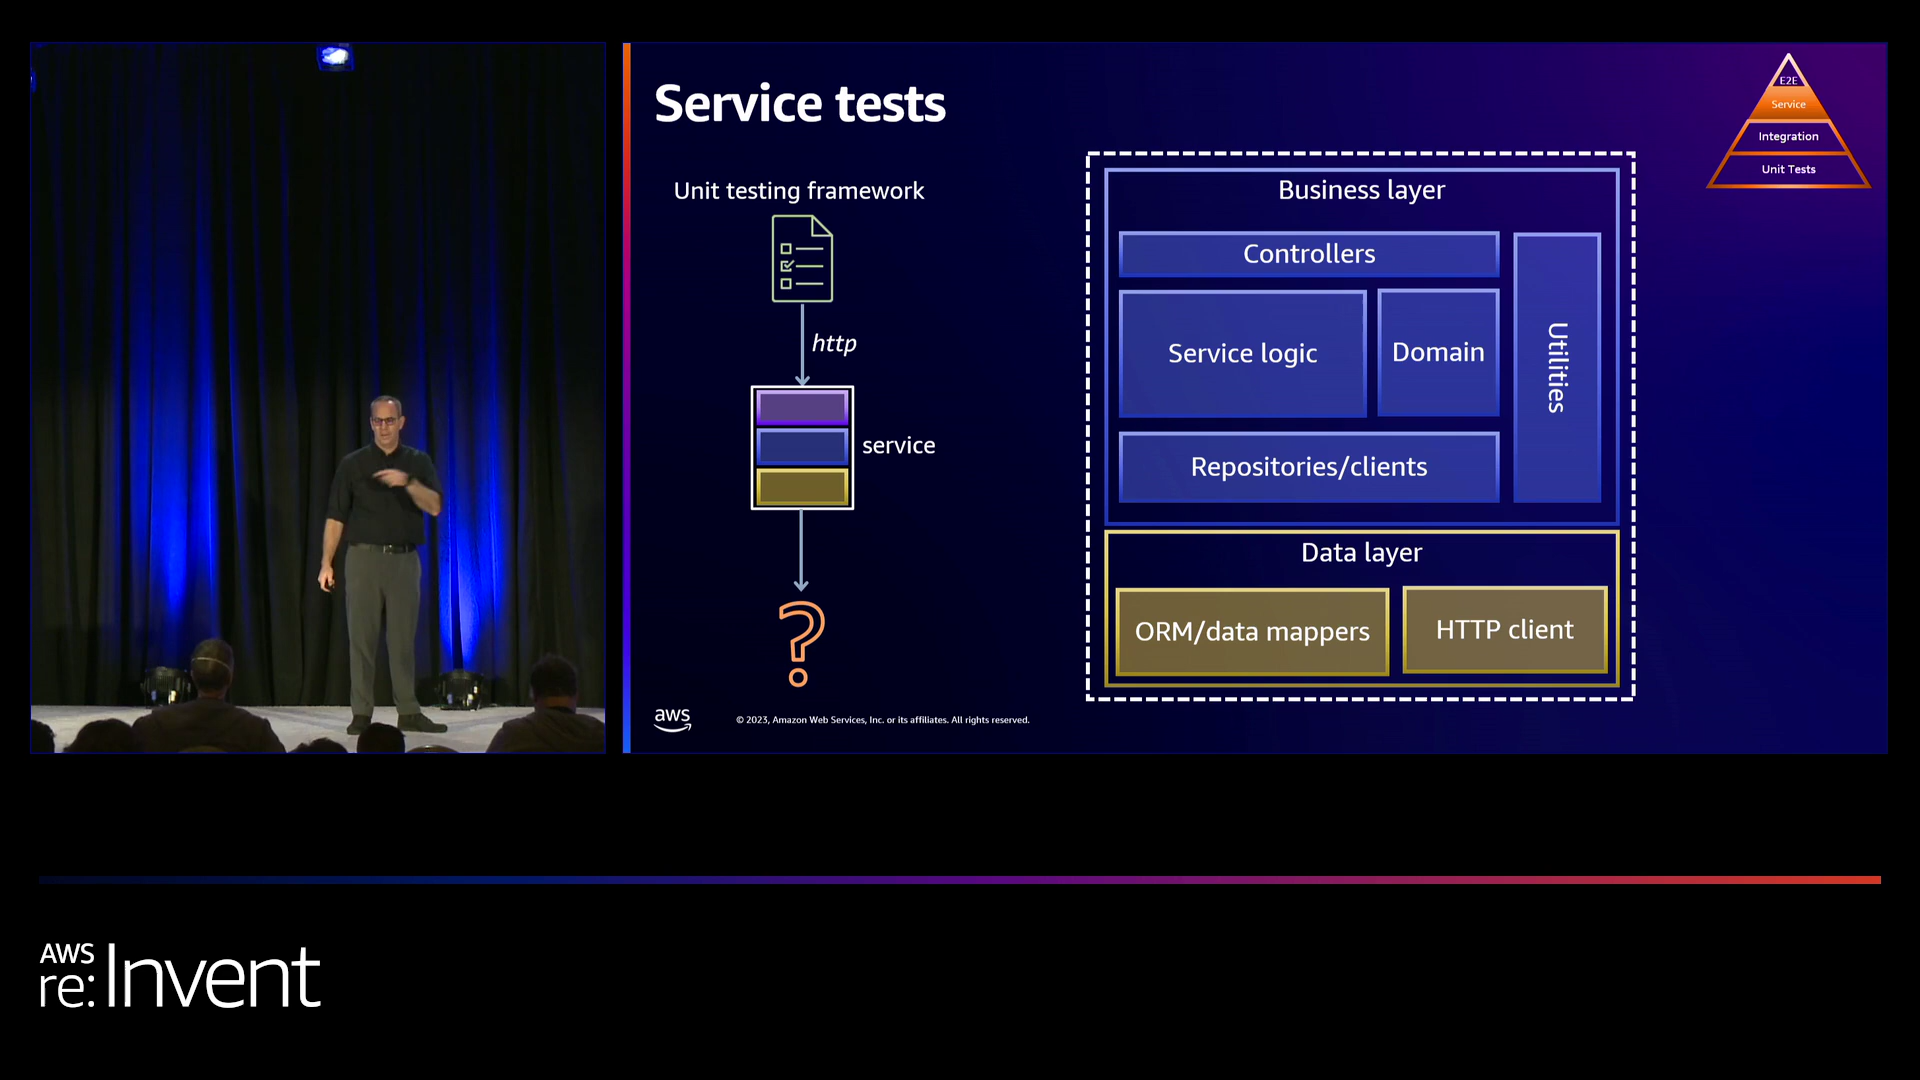 Service tests
Unit testing framework
http
service
?
Business layer
Controllers
Service logic
Domain
Utilities
Repositories/clients
Data layer
ORM/data mappers
HTTP client
E2E
Service
Integration
Unit Tests
aws
© 2023, Amazon Web Services, Inc. or its affiliates. All rights reserved.
AWS
re:Invent